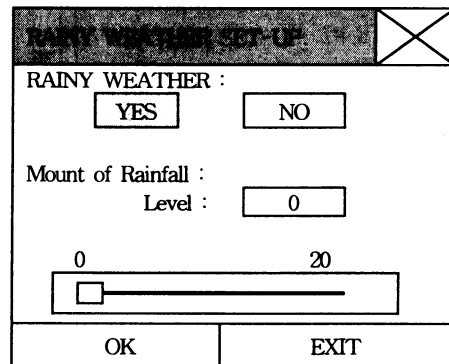 RAINY WEATHER SET-UP
RAINY WEATHER :
YES NO
Mount of Rainfall :
Level : 0
0 20
OK EXIT